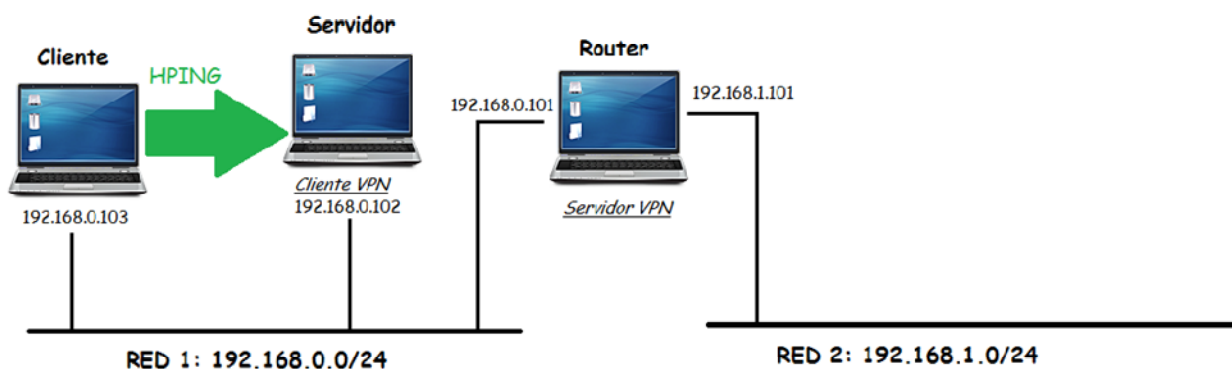 Cliente
HPING
192.168.0.103
Servidor
Cliente VPN
192.168.0.102
Router
192.168.0.101
192.168.1.101
Servidor VPN
RED 1: 192.168.0.0/24
RED 2: 192.168.1.0/24